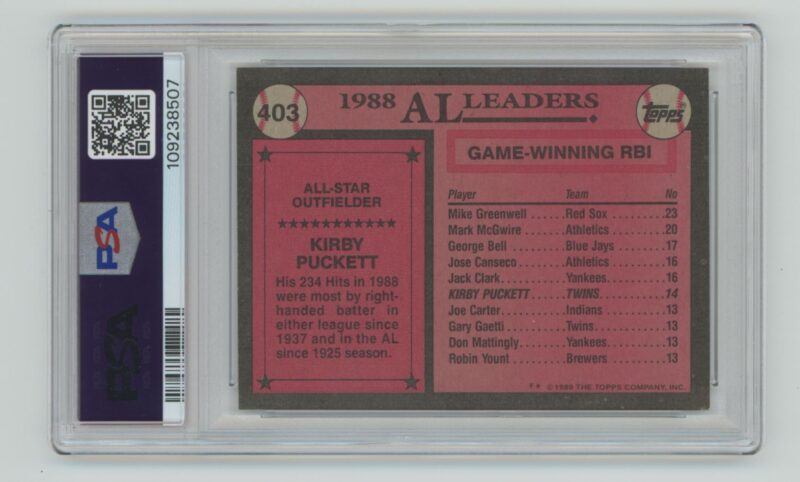 PSA
PSA
109238507
403
1988 AL LEADERS
Topps
GAME-WINNING RBI
ALL-STAR
OUTFIELDER
★★★★★★★★★★★
KIRBY
PUCKETT
His 234 Hits in 1988
were most by right-
handed batter in
either league since
1937 and in the AL
since 1925 season.
Player Team No
Mike Greenwell ...... Red Sox .........23
Mark McGwire ....... Athletics .........20
George Bell .......... Blue Jays ........17
Jose Canseco ........ Athletics .........16
Jack Clark ............ Yankees .........16
KIRBY PUCKETT ...... TWINS ..........14
Joe Carter ............ Indians ..........13
Gary Gaetti ........... Twins ............13
Don Mattingly ........ Yankees .........13
Robin Yount .......... Brewers .........13
** © 1989 THE TOPPS COMPANY, INC.